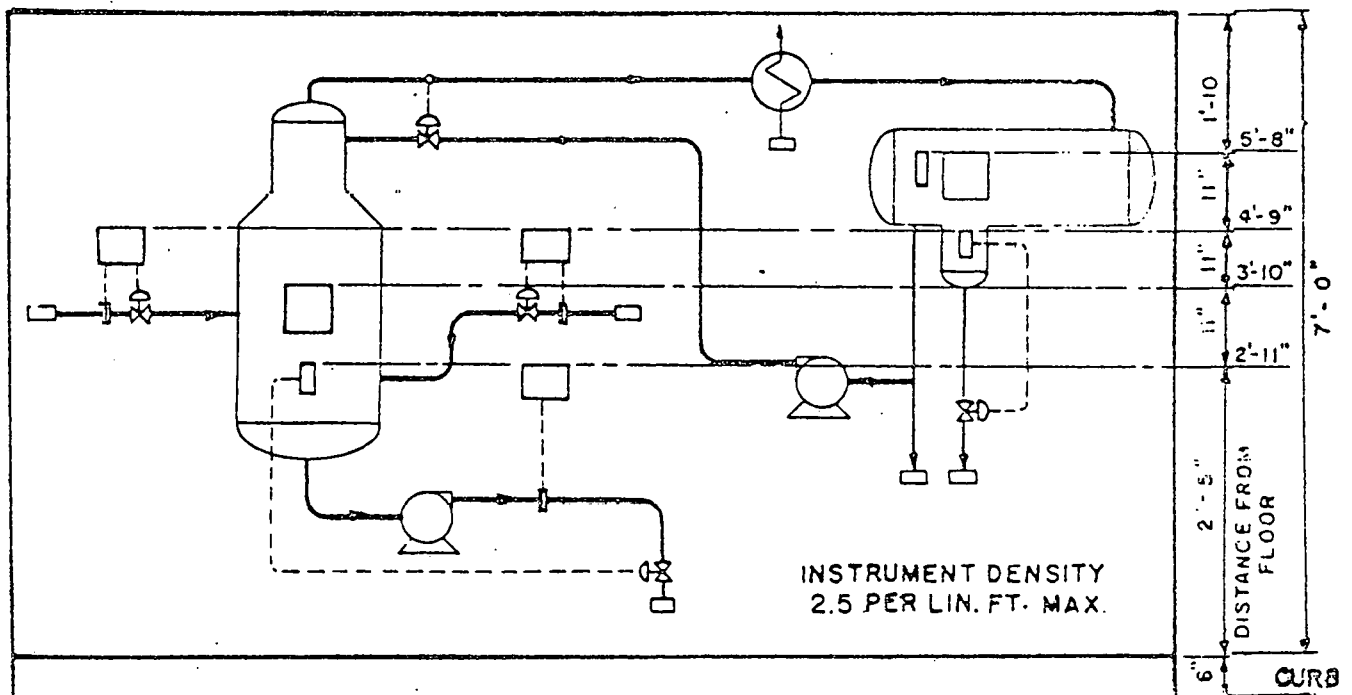 1'-10
5'-8"
11"
4'-9"
11"
3'-10"
11"
2'-11"
7'-0"
2'-5"
DISTANCE FROM
FLOOR
INSTRUMENT DENSITY
2.5 PER LIN. FT. MAX.
6"
CURB